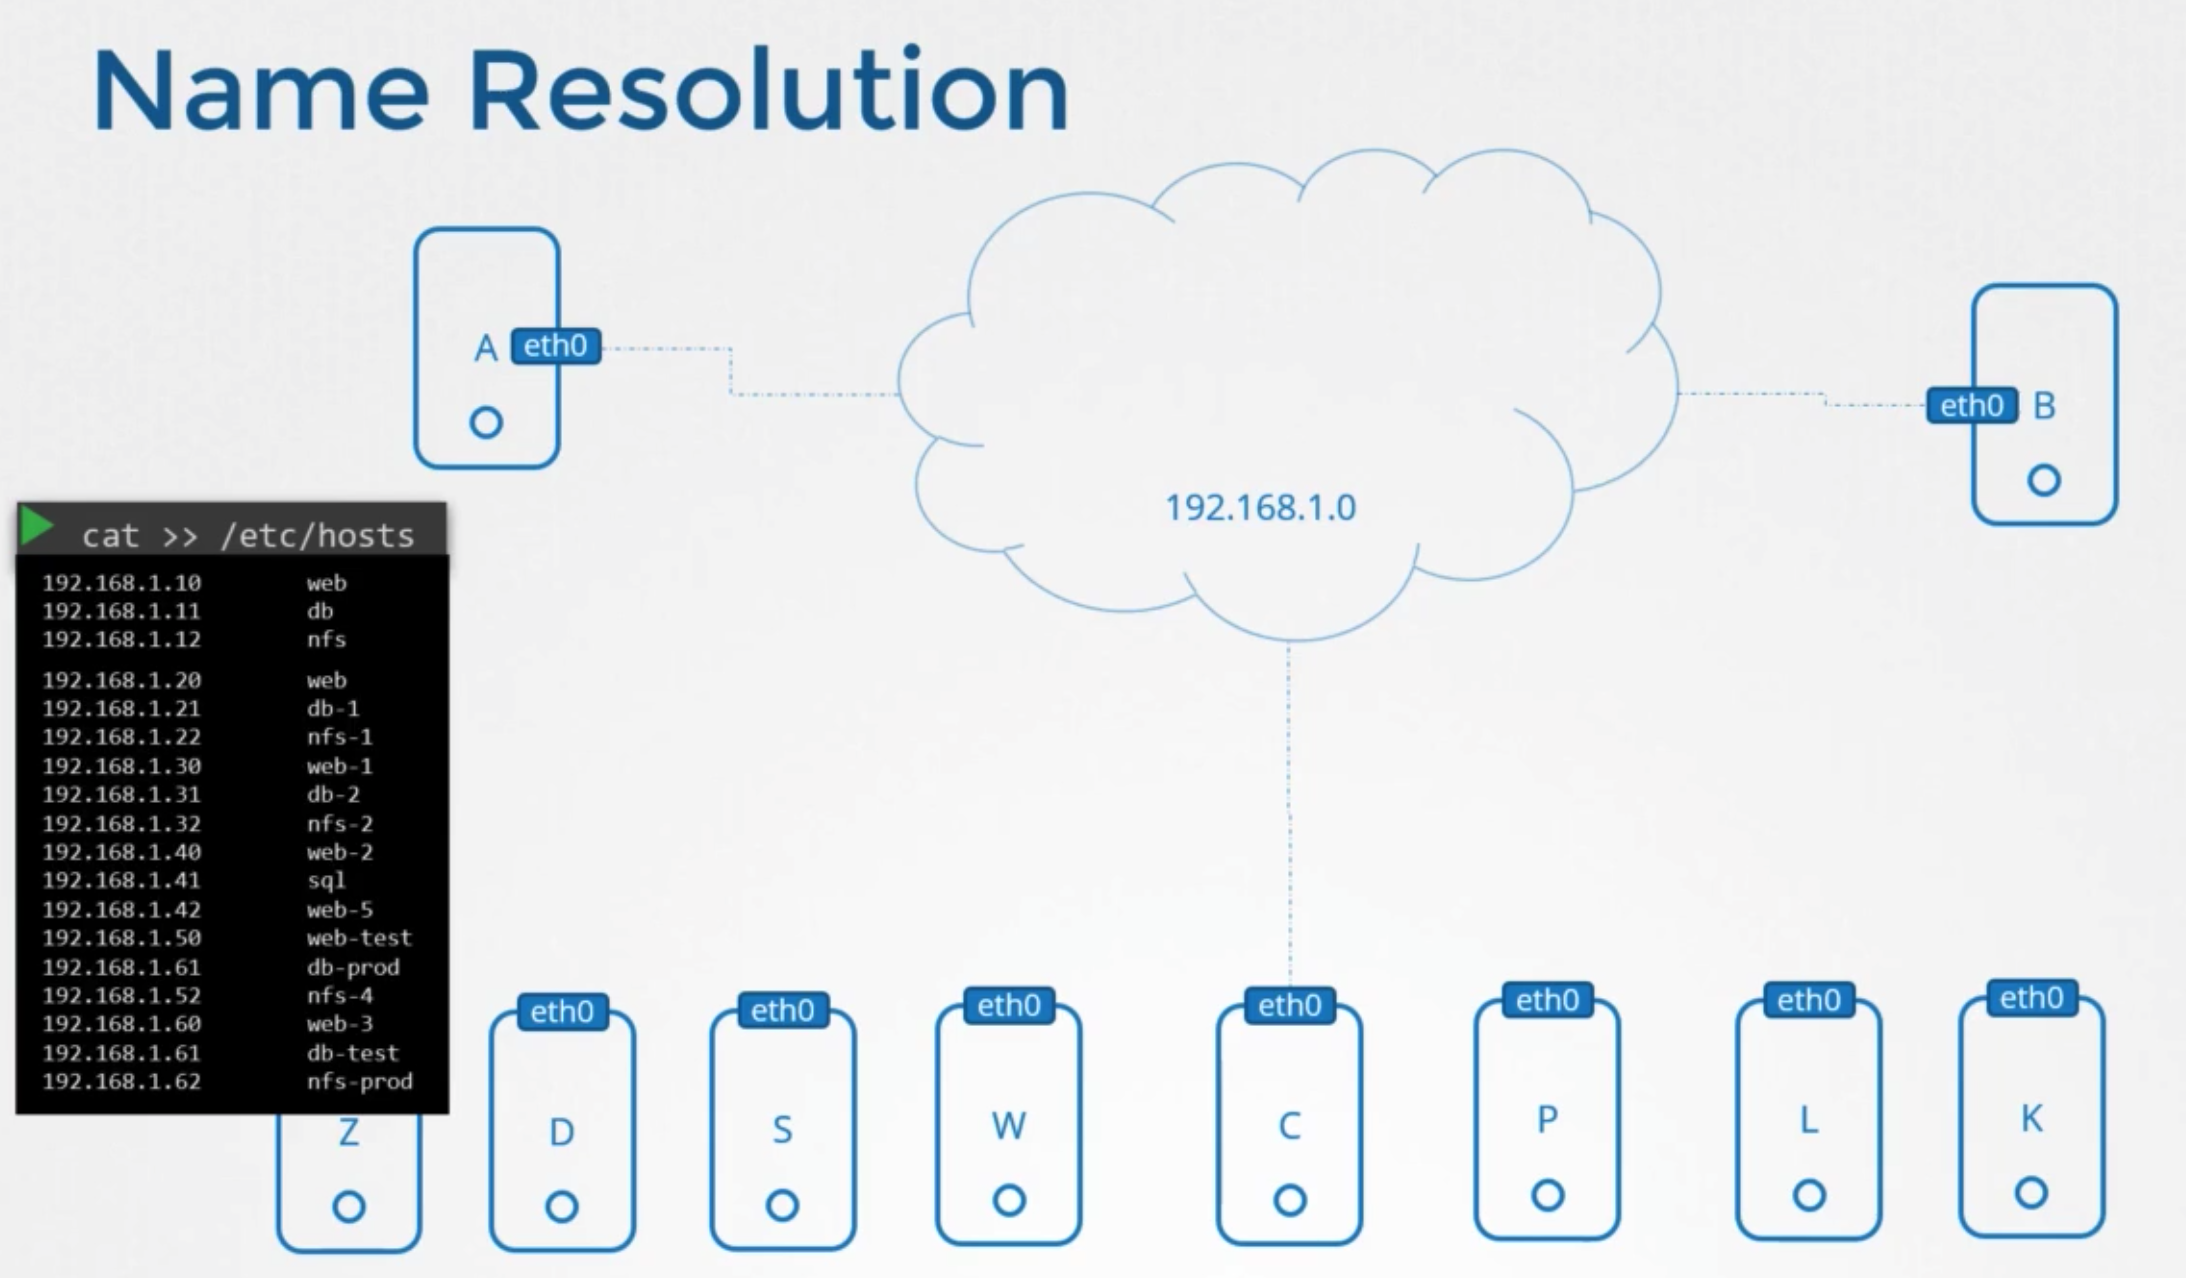 Name Resolution
A eth0
eth0 B
192.168.1.0
cat >> /etc/hosts
192.168.1.10 web
192.168.1.11 db
192.168.1.12 nfs
192.168.1.20 web
192.168.1.21 db-1
192.168.1.22 nfs-1
192.168.1.30 web-1
192.168.1.31 db-2
192.168.1.32 nfs-2
192.168.1.40 web-2
192.168.1.41 sql
192.168.1.42 web-5
192.168.1.50 web-test
192.168.1.61 db-prod
192.168.1.52 nfs-4
192.168.1.60 web-3
192.168.1.61 db-test
192.168.1.62 nfs-prod
eth0 eth0 eth0 eth0 eth0 eth0 eth0
Z D S W C P L K